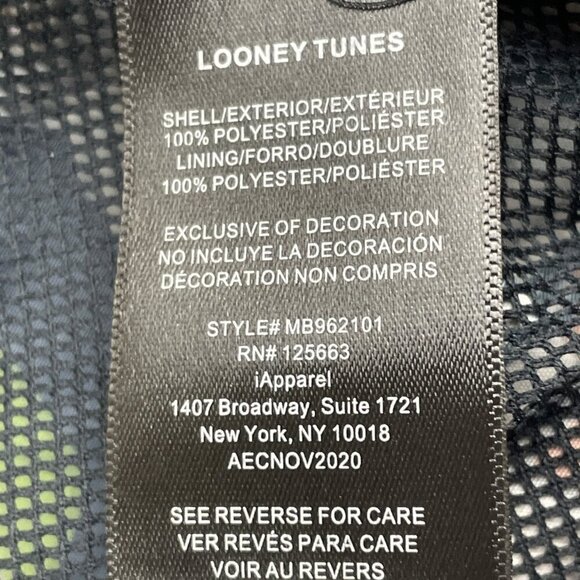 LOONEY TUNES
SHELL/EXTERIOR/EXTÉRIEUR
100% POLYESTER/POLIÉSTER
LINING/FORRO/DOUBLURE
100% POLYESTER/POLIÉSTER
EXCLUSIVE OF DECORATION
NO INCLUYE LA DECORACIÓN
DÉCORATION NON COMPRIS
STYLE# MB962101
RN# 125663
iApparel
1407 Broadway, Suite 1721
New York, NY 10018
AECNOV2020
SEE REVERSE FOR CARE
VER REVÉS PARA CARE
VOIR AU REVERS